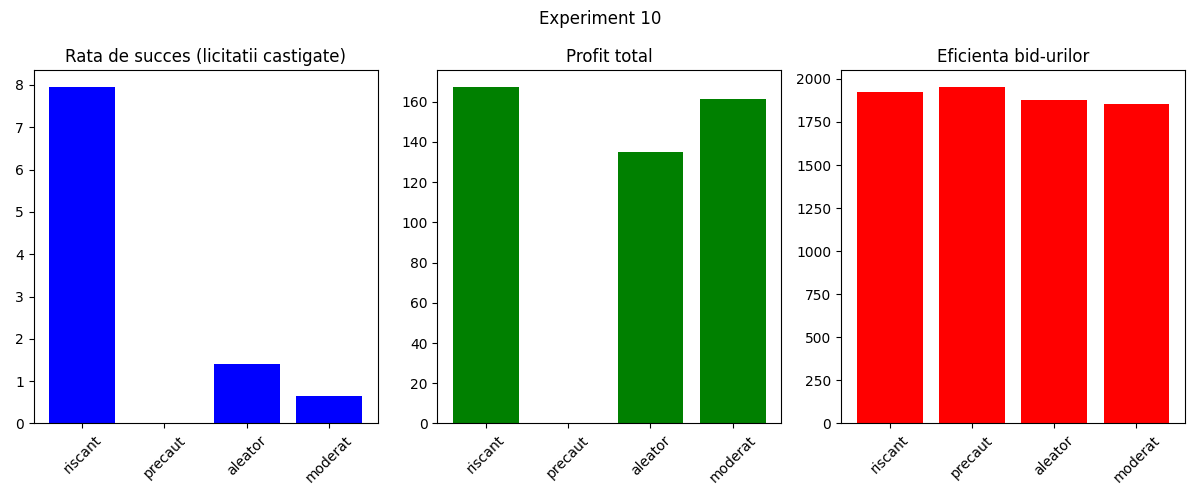 Experiment 10
Rata de succes (licitatii castigate)
8
7
6
5
4
3
2
1
0
riscant
precaut
aleator
moderat
Profit total
160
140
120
100
80
60
40
20
0
riscant
precaut
aleator
moderat
Eficienta bid-urilor
2000
1750
1500
1250
1000
750
500
250
0
riscant
precaut
aleator
moderat